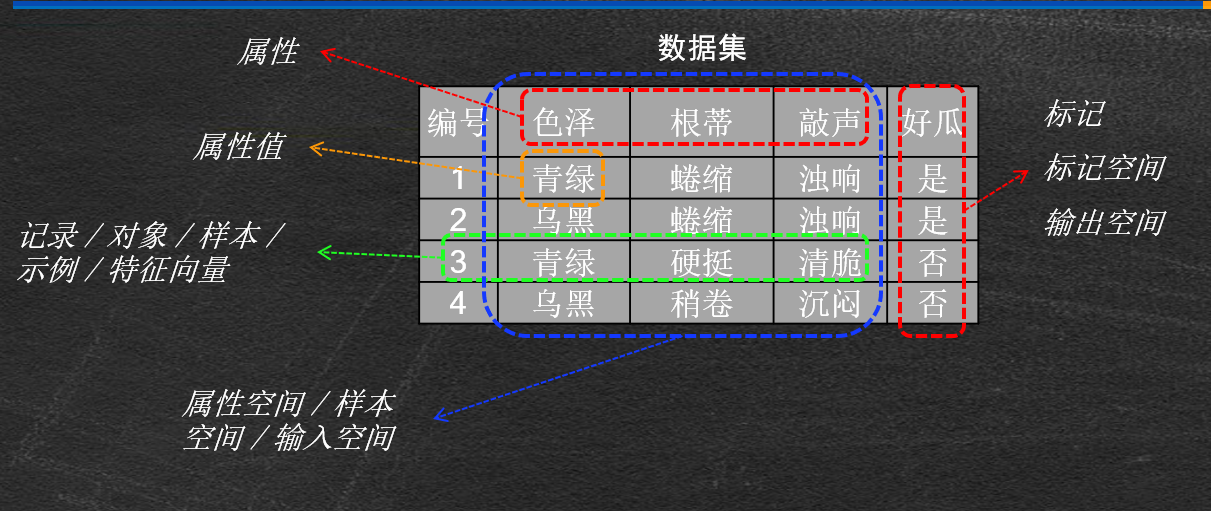 数据集
属性
属性值
记录/对象/样本/
示例/特征向量
属性空间/样本
空间/输入空间
编号 色泽 根蒂 敲声 好瓜
1 青绿 蜷缩 浊响 是
2 乌黑 蜷缩 浊响 是
3 青绿 硬挺 清脆 否
4 乌黑 稍卷 沉闷 否
标记
标记空间
输出空间